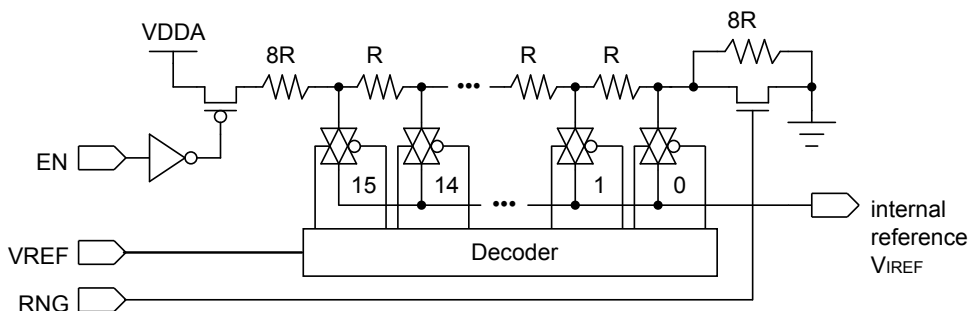 8R
VDDA
8R
R
•••
R
R
EN
15
14
1
0
•••
internal
reference
VIREF
VREF
Decoder
RNG